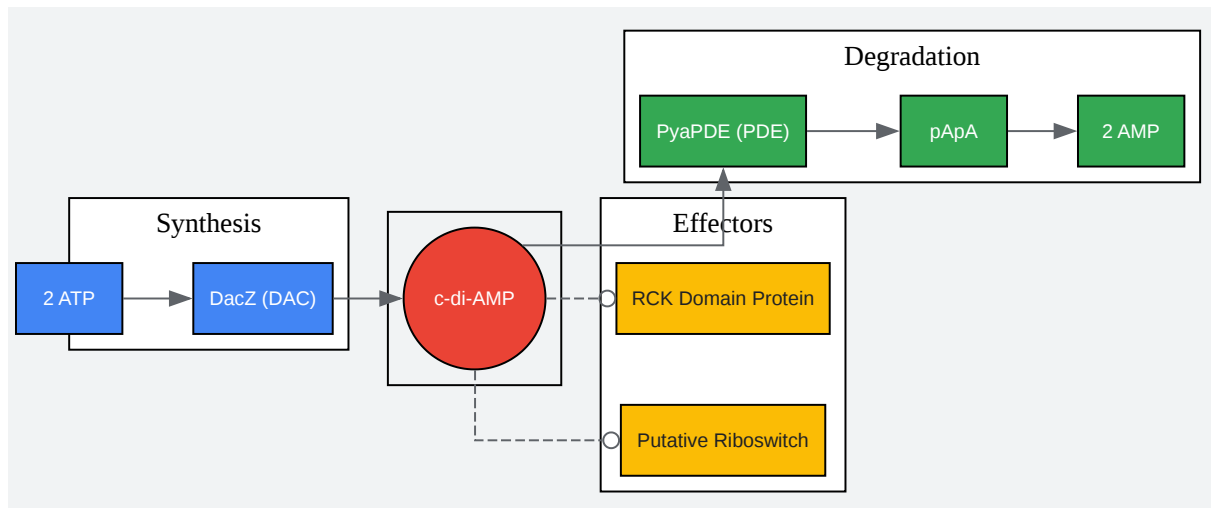 Degradation
PyaPDE (PDE)
pApA
2 AMP
Synthesis
2 ATP
DacZ (DAC)
c-di-AMP
Effectors
RCK Domain Protein
Putative Riboswitch